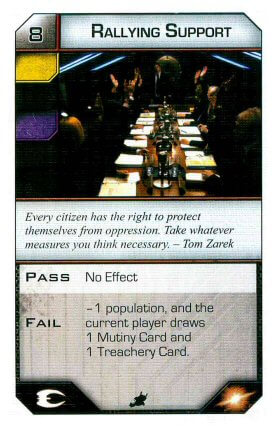 8
RALLYING SUPPORT
Every citizen has the right to protect
themselves from oppression. Take whatever
measures you think necessary. – Tom Zarek
PASS No Effect
FAIL
-1 population, and the
current player draws
1 Mutiny Card and
1 Treachery Card.